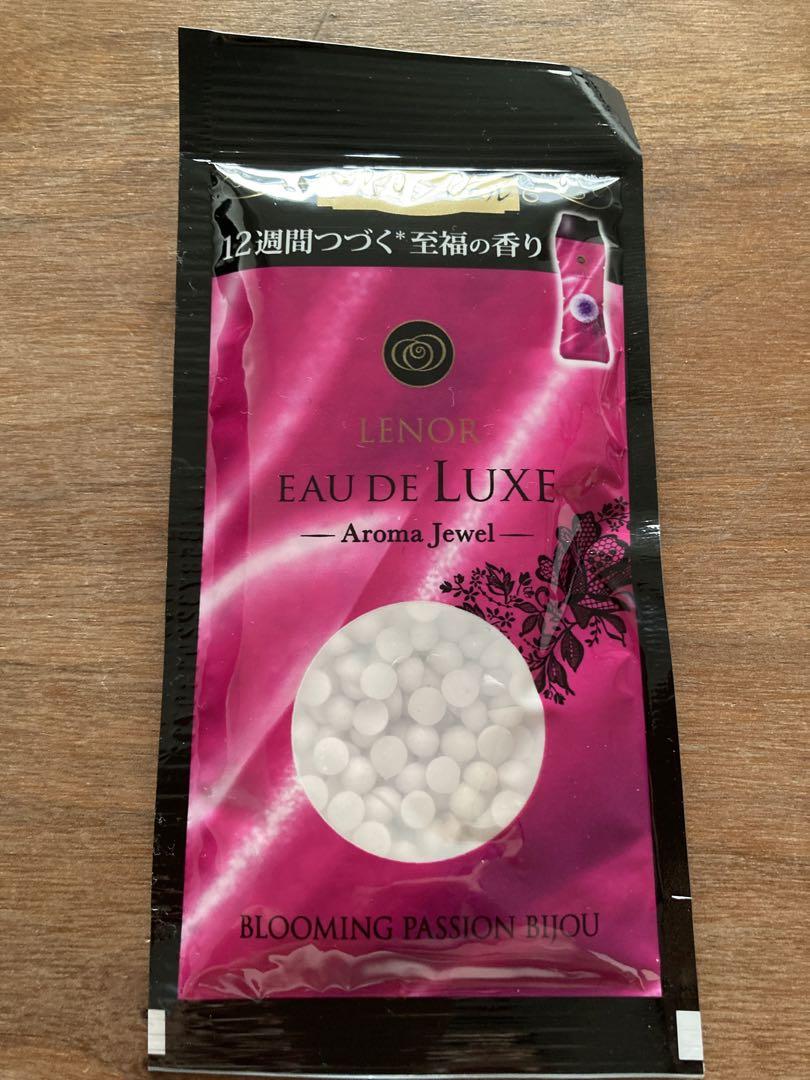 12週間つづく*至福の香り
LENOR
EAU DE LUXE
Aroma Jewel
BLOOMING PASSION BIJOU